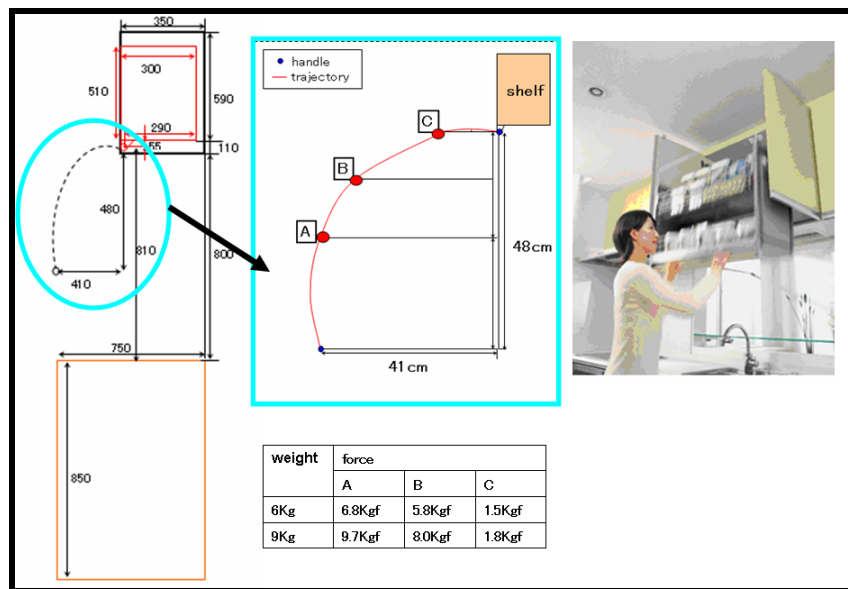 350
300
510
590
290
55
110
480
810
800
410
750
850
handle
trajectory
shelf
C
B
A
48cm
41cm
weight force
A B C
6Kg 6.8Kgf 5.8Kgf 1.5Kgf
9Kg 9.7Kgf 8.0Kgf 1.8Kgf